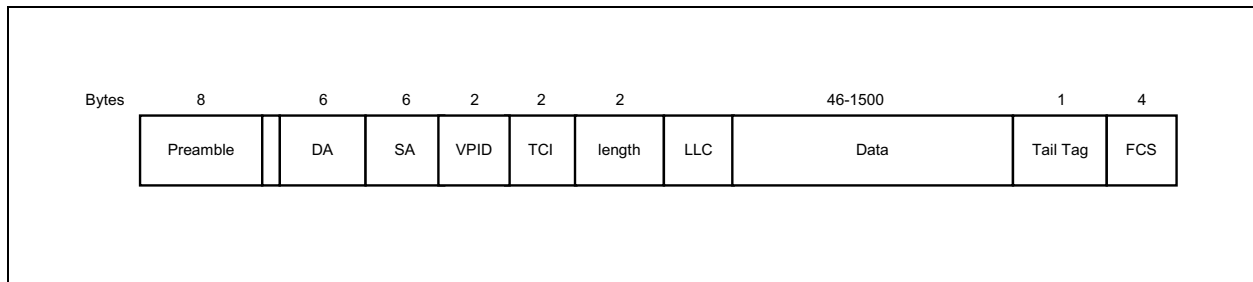 Bytes 8 6 6 2 2 2 46-1500 1 4
Preamble DA SA VPID TCI length LLC Data Tail Tag FCS